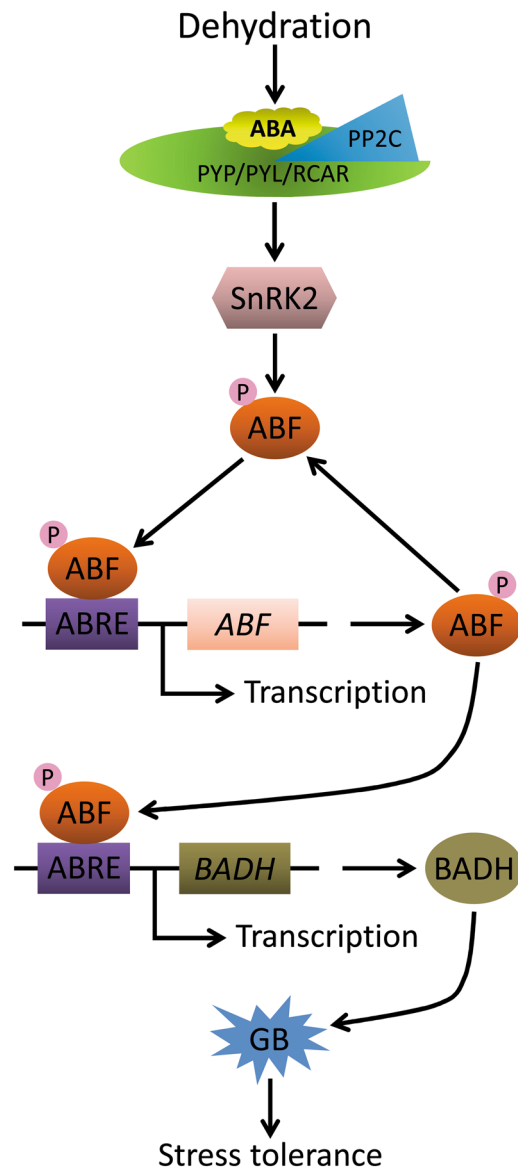 Dehydration
ABA
PP2C
PYP/PYL/RCAR
SnRK2
P
ABF
P
ABF
ABRE
ABF
P
ABF
Transcription
P
ABF
ABRE
BADH
BADH
Transcription
GB
Stress tolerance